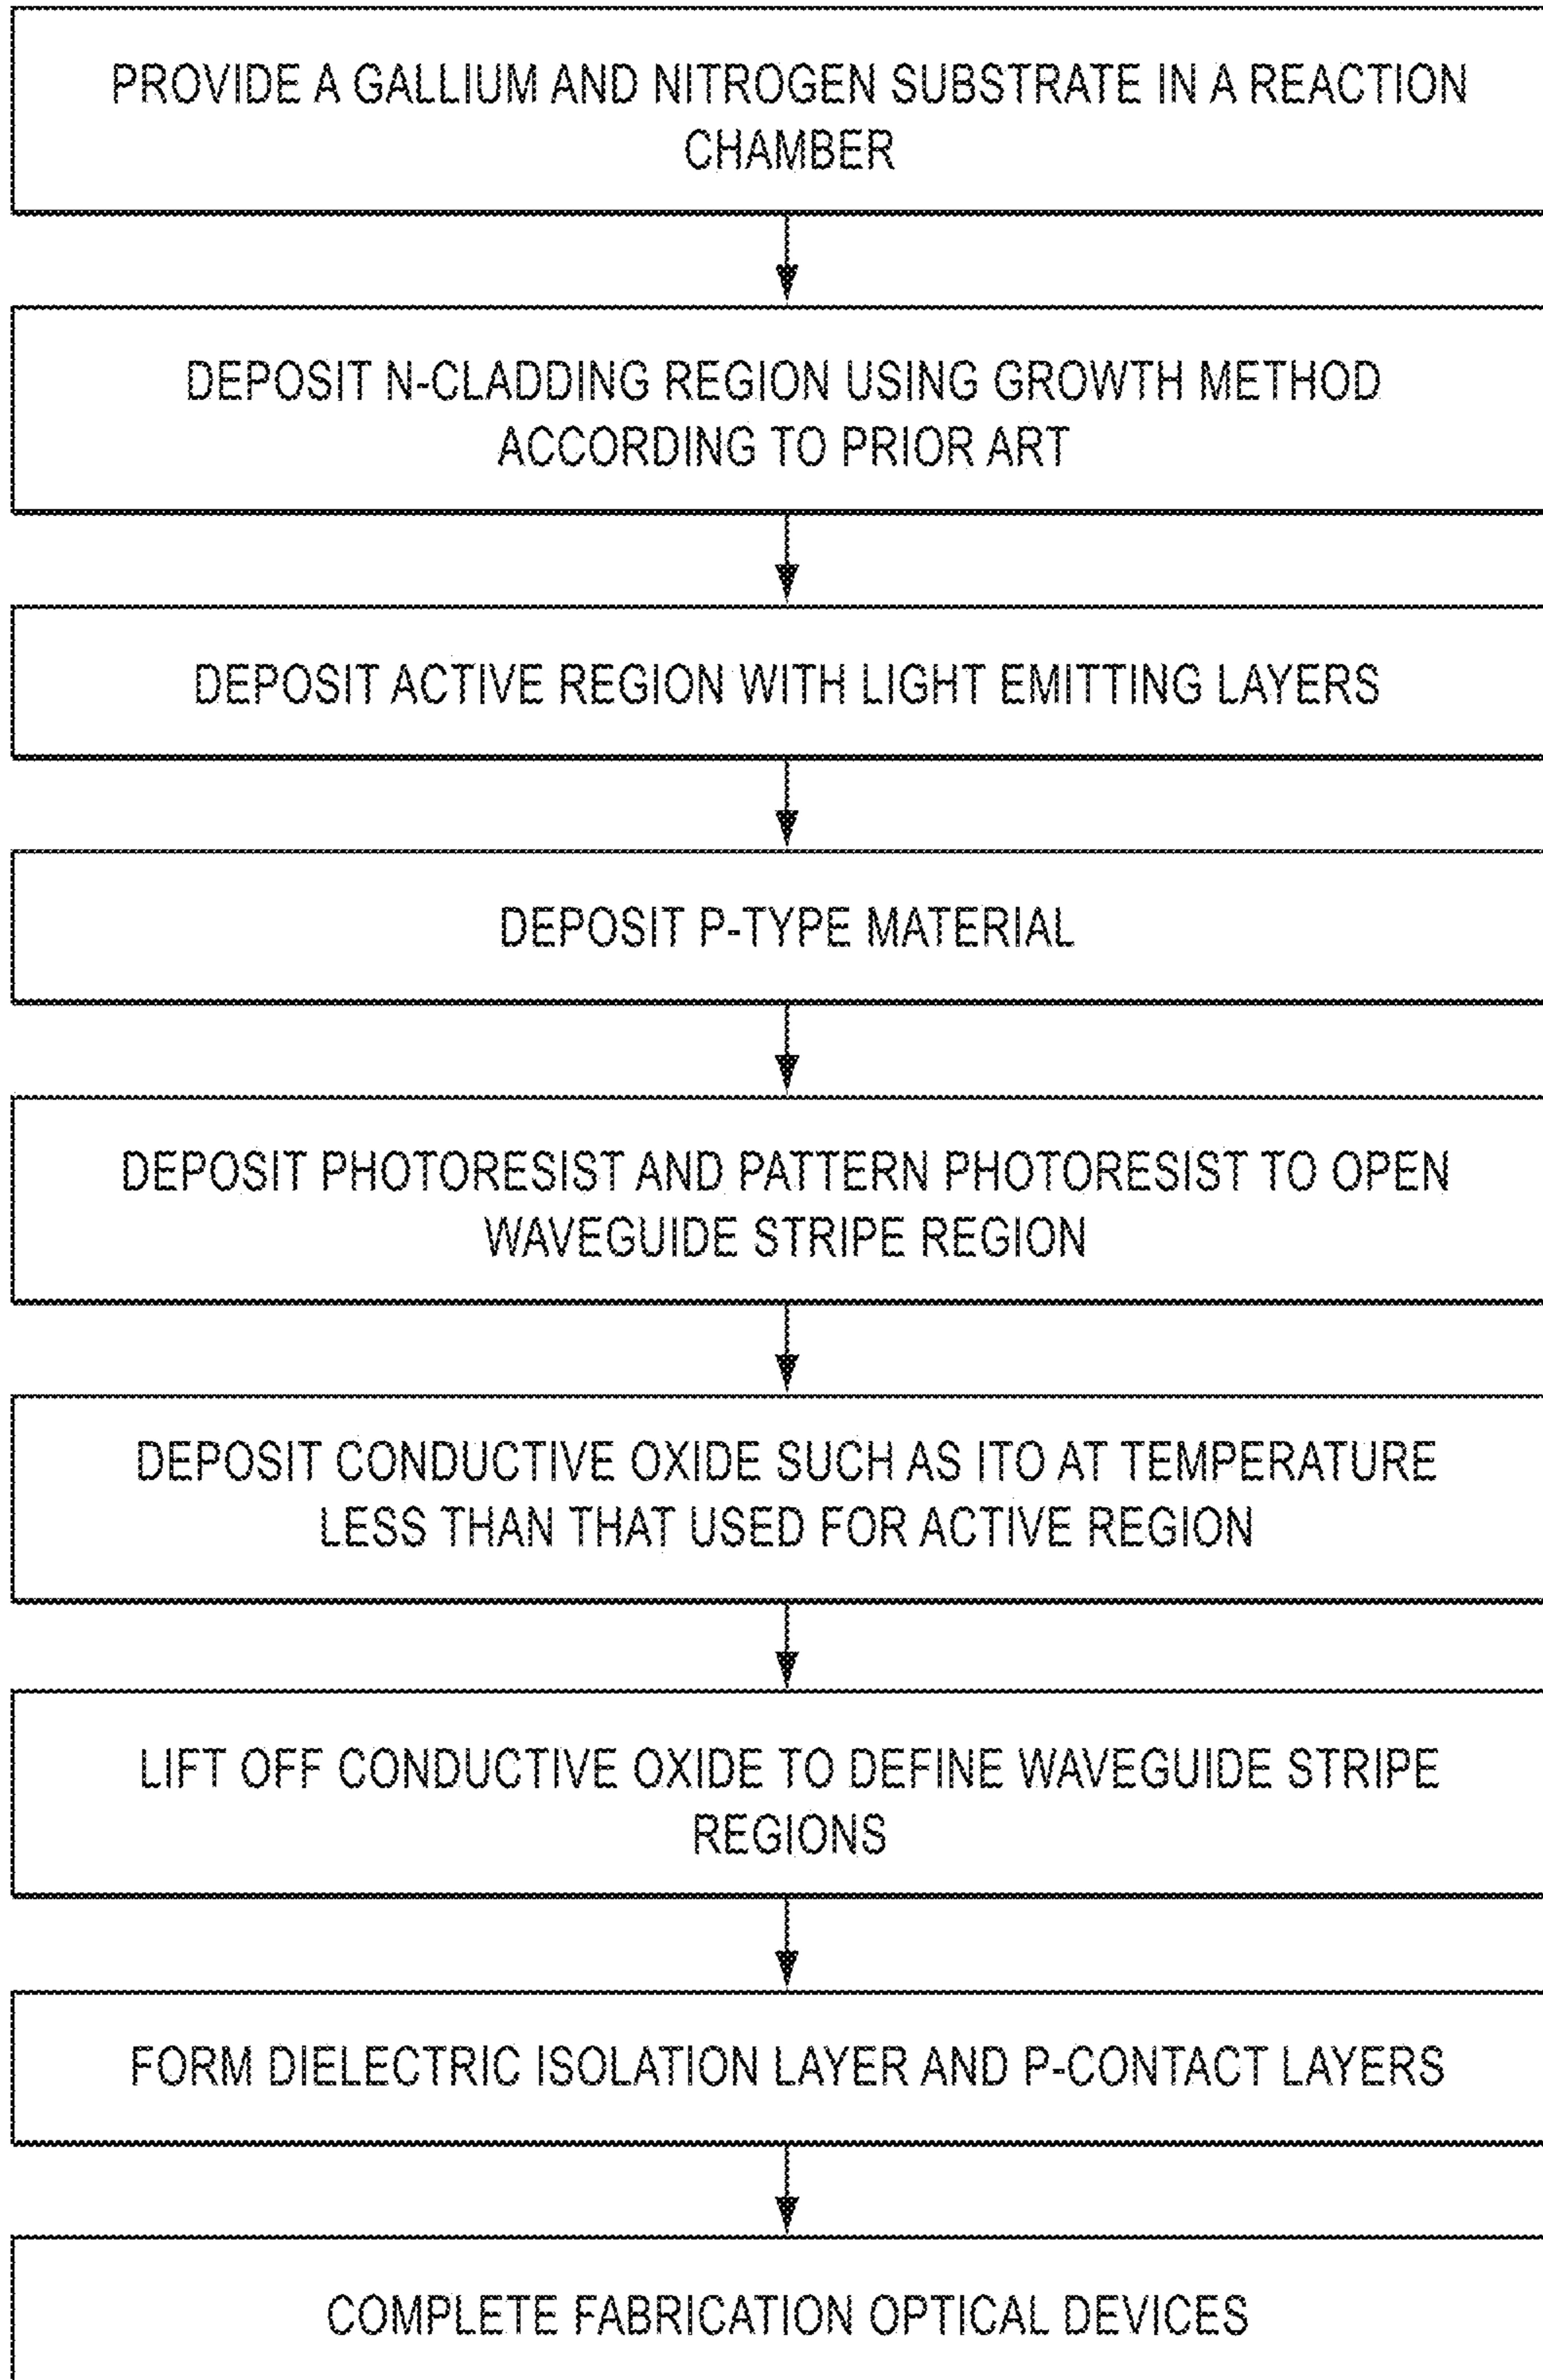 PROVIDE A GALLIUM AND NITROGEN SUBSTRATE IN A REACTION
CHAMBER
DEPOSIT N-CLADDING REGION USING GROWTH METHOD
ACCORDING TO PRIOR ART
DEPOSIT ACTIVE REGION WITH LIGHT EMITTING LAYERS
DEPOSIT P-TYPE MATERIAL
DEPOSIT PHOTORESIST AND PATTERN PHOTORESIST TO OPEN
WAVEGUIDE STRIPE REGION
DEPOSIT CONDUCTIVE OXIDE SUCH AS ITO AT TEMPERATURE
LESS THAN THAT USED FOR ACTIVE REGION
LIFT OFF CONDUCTIVE OXIDE TO DEFINE WAVEGUIDE STRIPE
REGIONS
FORM DIELECTRIC ISOLATION LAYER AND P-CONTACT LAYERS
COMPLETE FABRICATION OPTICAL DEVICES